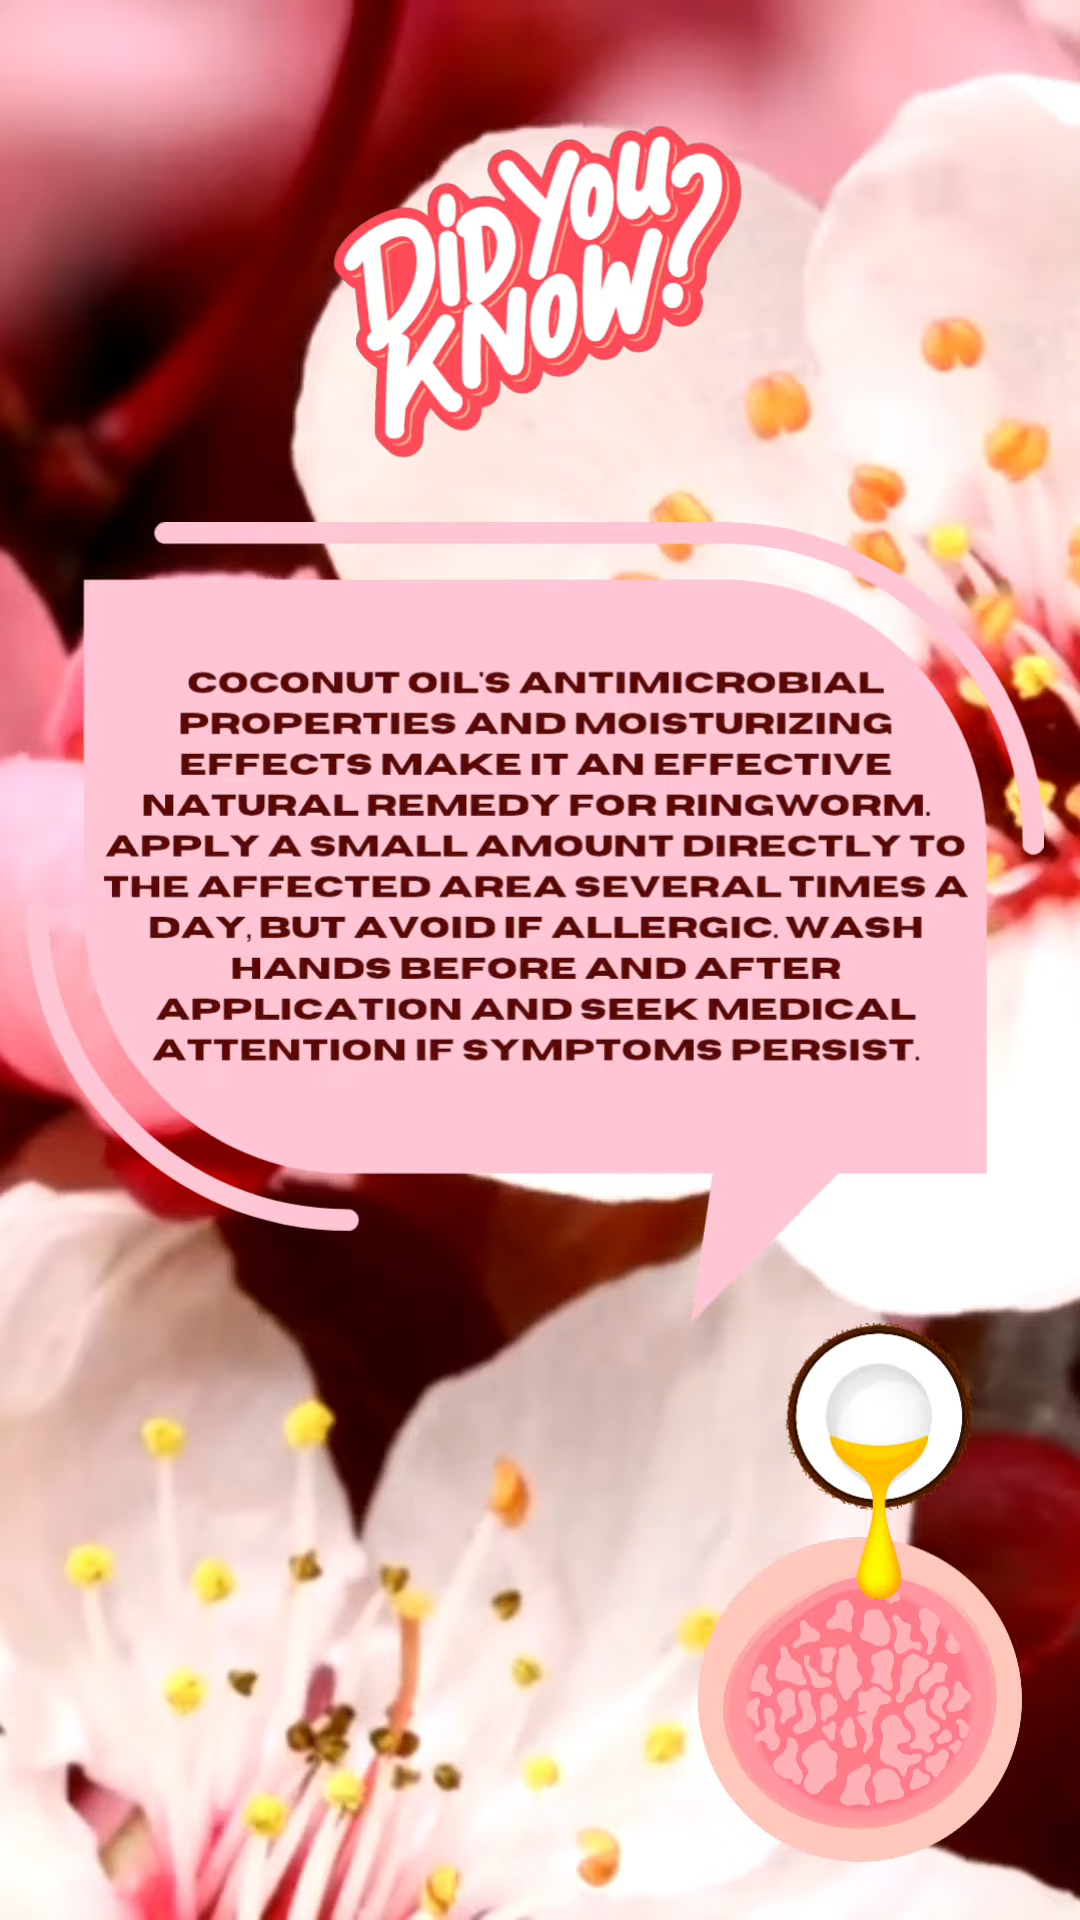 DiD YOU
KNOW?
COCONUT OIL'S ANTIMICROBIAL
PROPERTIES AND MOISTURIZING
EFFECTS MAKE IT AN EFFECTIVE
NATURAL REMEDY FOR RINGWORM.
APPLY A SMALL AMOUNT DIRECTLY TO
THE AFFECTED AREA SEVERAL TIMES A
DAY, BUT AVOID IF ALLERGIC. WASH
HANDS BEFORE AND AFTER
APPLICATION AND SEEK MEDICAL
ATTENTION IF SYMPTOMS PERSIST.